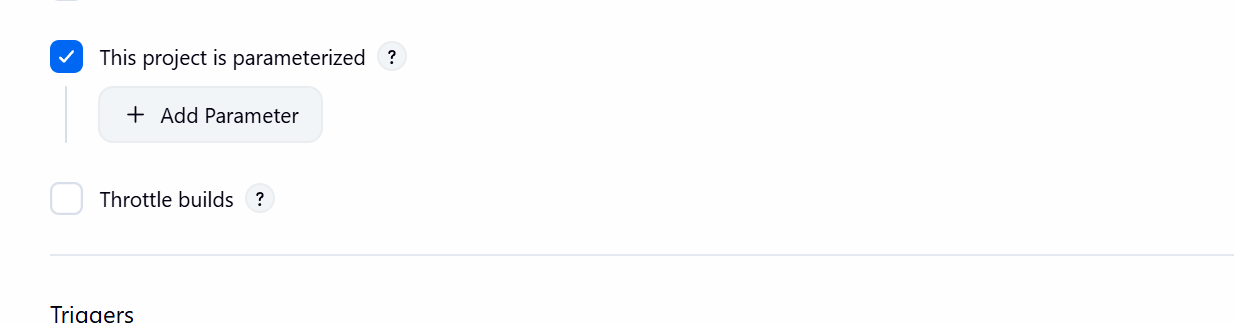 This project is parameterized ?
+ Add Parameter
Throttle builds ?
Triggers